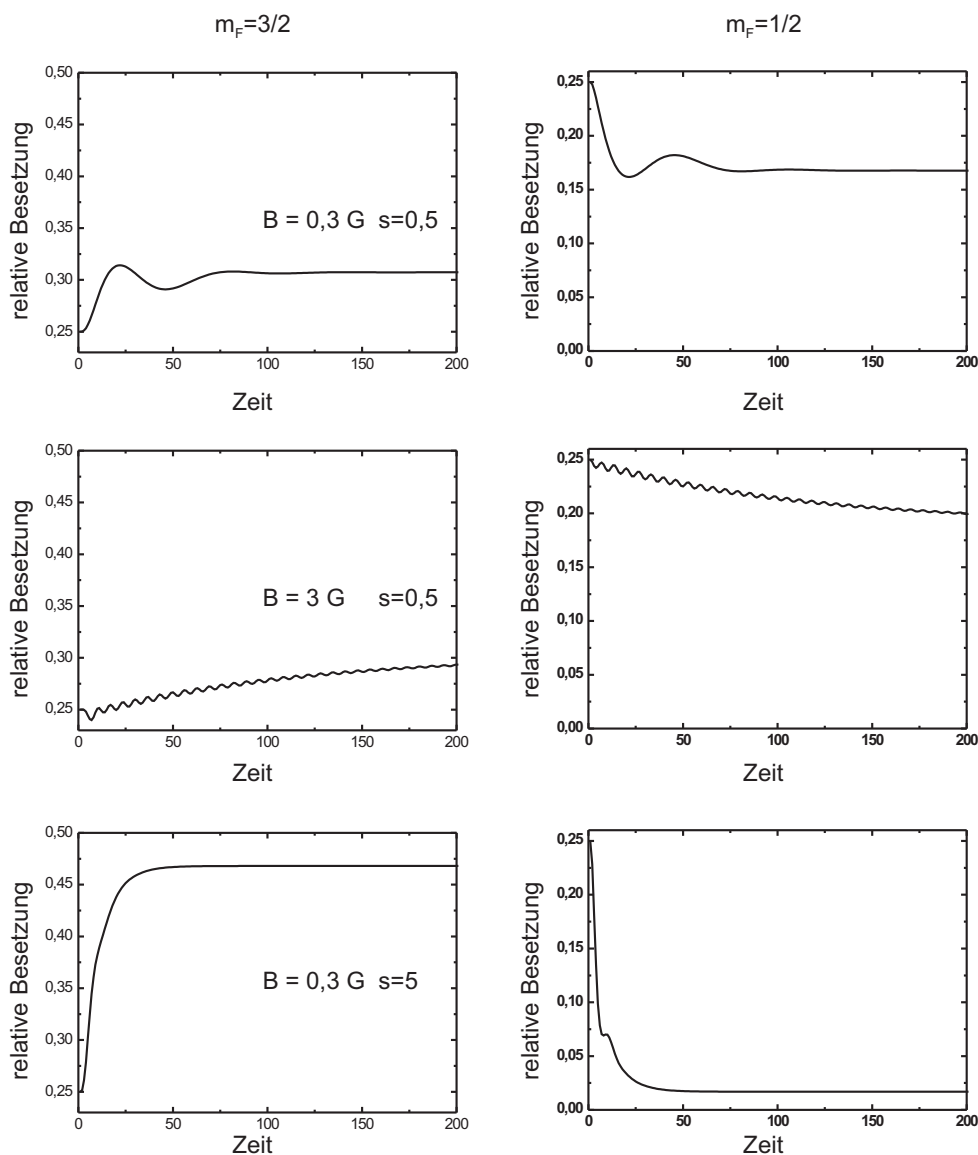 m_F=3/2
m_F=1/2
relative Besetzung
0,50
0,45
0,40
0,35
0,30
0,25
B = 0,3 G s=0,5
0 50 100 150 200
Zeit
relative Besetzung
0,25
0,20
0,15
0,10
0,05
0,00
0 50 100 150 200
Zeit
relative Besetzung
0,50
0,45
0,40
0,35
0,30
0,25
B = 3 G s=0,5
0 50 100 150 200
Zeit
relative Besetzung
0,25
0,20
0,15
0,10
0,05
0,00
0 50 100 150 200
Zeit
relative Besetzung
0,50
0,45
0,40
0,35
0,30
0,25
B = 0,3 G s=5
0 50 100 150 200
Zeit
relative Besetzung
0,25
0,20
0,15
0,10
0,05
0,00
0 50 100 150 200
Zeit